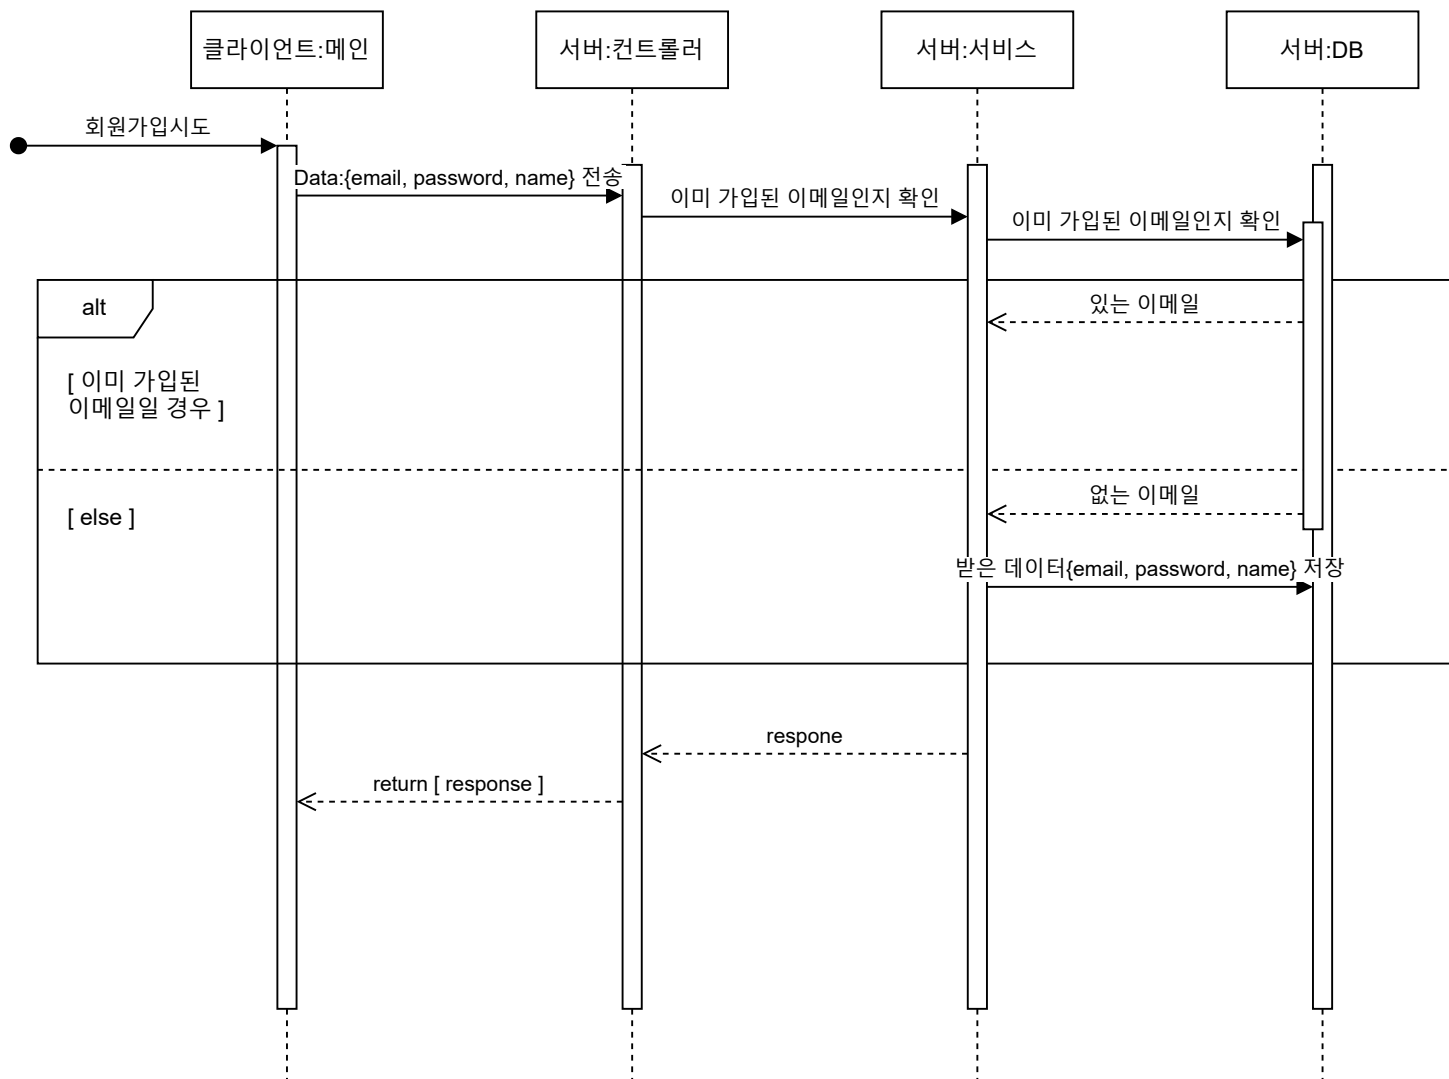 클라이언트:메인
서버:컨트롤러
서버:서비스
서버:DB
회원가입시도
Data:{email, password, name} 전송
이미 가입된 이메일인지 확인
이미 가입된 이메일인지 확인
alt
있는 이메일
[ 이미 가입된
이메일일 경우 ]
없는 이메일
[ else ]
받은 데이터{email, password, name} 저장
respone
return [ response ]